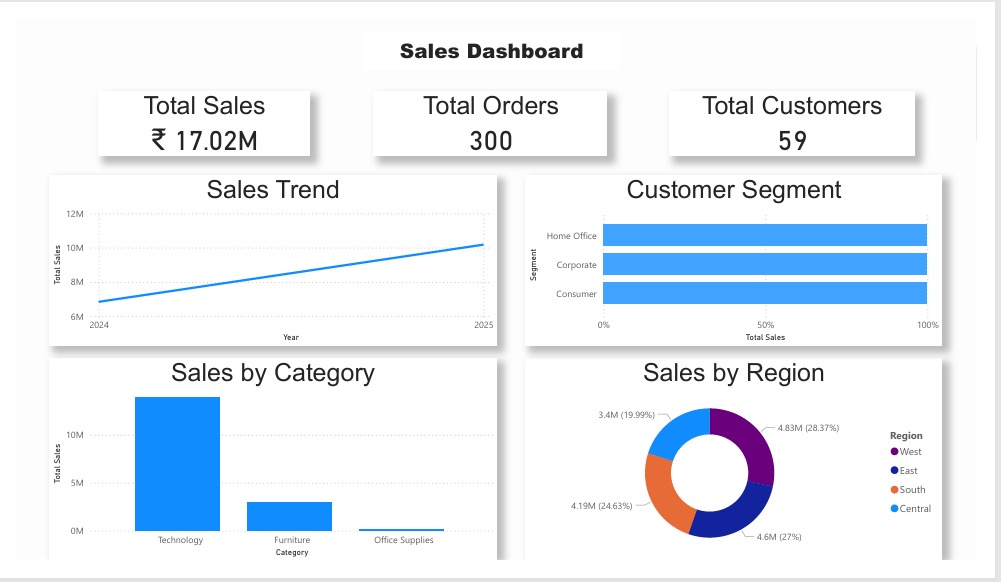 Sales Dashboard
Total Sales
₹ 17.02M
Total Orders
300
Total Customers
59
Sales Trend
12M
10M
8M
6M
Total Sales
2024
2025
Year
Customer Segment
Segment
Home Office
Corporate
Consumer
0%
50%
100%
Total Sales
Sales by Category
Total Sales
10M
5M
0M
Technology
Furniture
Office Supplies
Category
Sales by Region
3.4M (19.99%)
4.83M (28.37%)
4.19M (24.63%)
4.6M (27%)
Region
West
East
South
Central